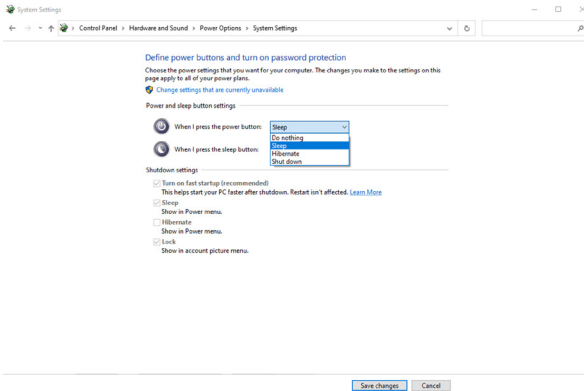 System Settings
Control Panel > Hardware and Sound > Power Options > System Settings
Define power buttons and turn on password protection
Choose the power settings that you want for your computer. The changes you make to the settings on this
page apply to all of your power plans.
Change settings that are currently unavailable
Power and sleep button settings
When I press the power button: Sleep
Do nothing
Sleep
When I press the sleep button:
Hibernate
Shut down
Shutdown settings
Turn on fast startup (recommended)
This helps start your PC faster after shutdown. Restart isn't affected. Learn More
Sleep
Show in Power menu.
Hibernate
Show in Power menu.
Lock
Show in account picture menu.
Save changes Cancel